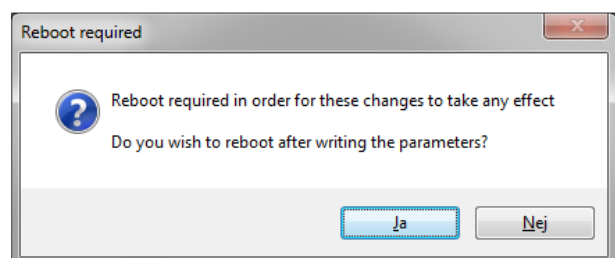 Reboot required
Reboot required in order for these changes to take any effect
Do you wish to reboot after writing the parameters?
Ja
Nej